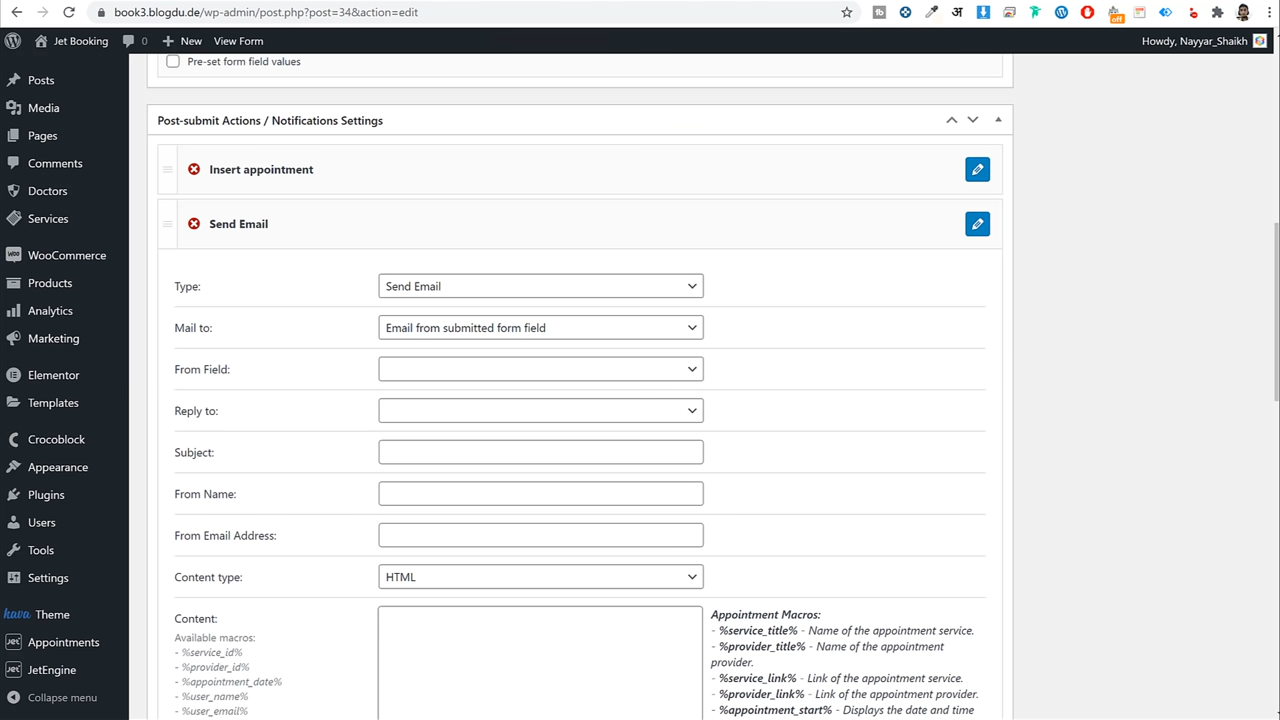 book3.blogdu.de/wp-admin/post.php?post=34&action=edit
अ
off
Jet Booking
0
New
View Form
Howdy, Nayyar_Shaikh
Posts
Media
Pages
Comments
Doctors
Services
WooCommerce
Products
Analytics
Marketing
Elementor
Templates
Crocoblock
Appearance
Plugins
Users
Tools
Settings
kava Theme
Appointments
JetEngine
Collapse menu
Pre-set form field values
Post-submit Actions / Notifications Settings
Insert appointment
Send Email
Type:
Send Email
Mail to:
Email from submitted form field
From Field:
Reply to:
Subject:
From Name:
From Email Address:
Content type:
HTML
Content:
Available macros:
- %service_id%
- %provider_id%
- %appointment_date%
- %user_name%
- %user_email%
Appointment Macros:
- %service_title% - Name of the appointment service.
- %provider_title% - Name of the appointment
provider.
- %service_link% - Link of the appointment service.
- %provider_link% - Link of the appointment provider.
- %appointment_start% - Displays the date and time